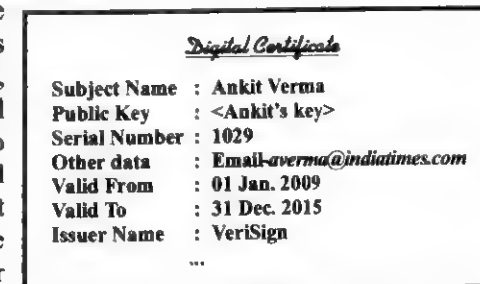 Digital Certificate
Subject Name : Ankit Verma
Public Key : <Ankit's key>
Serial Number : 1029
Other data : Email-averma@indiatimes.com
Valid From : 01 Jan. 2009
Valid To : 31 Dec. 2015
Issuer Name : VeriSign
...